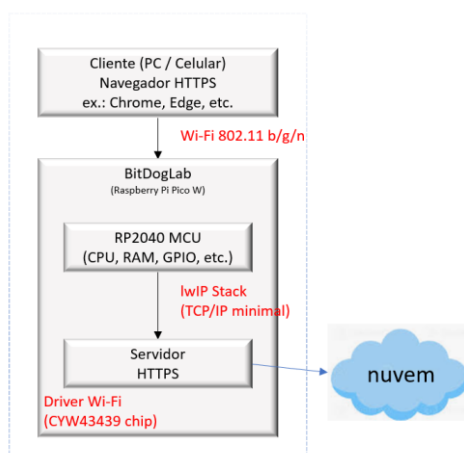 Cliente (PC / Celular)
Navegador HTTPS
ex.: Chrome, Edge, etc.
Wi-Fi 802.11 b/g/n
BitDogLab
(Raspberry Pi Pico W)
RP2040 MCU
(CPU, RAM, GPIO, etc.)
lwIP Stack
(TCP/IP minimal)
Servidor
HTTPS
nuvem
Driver Wi-Fi
(CYW43439 chip)